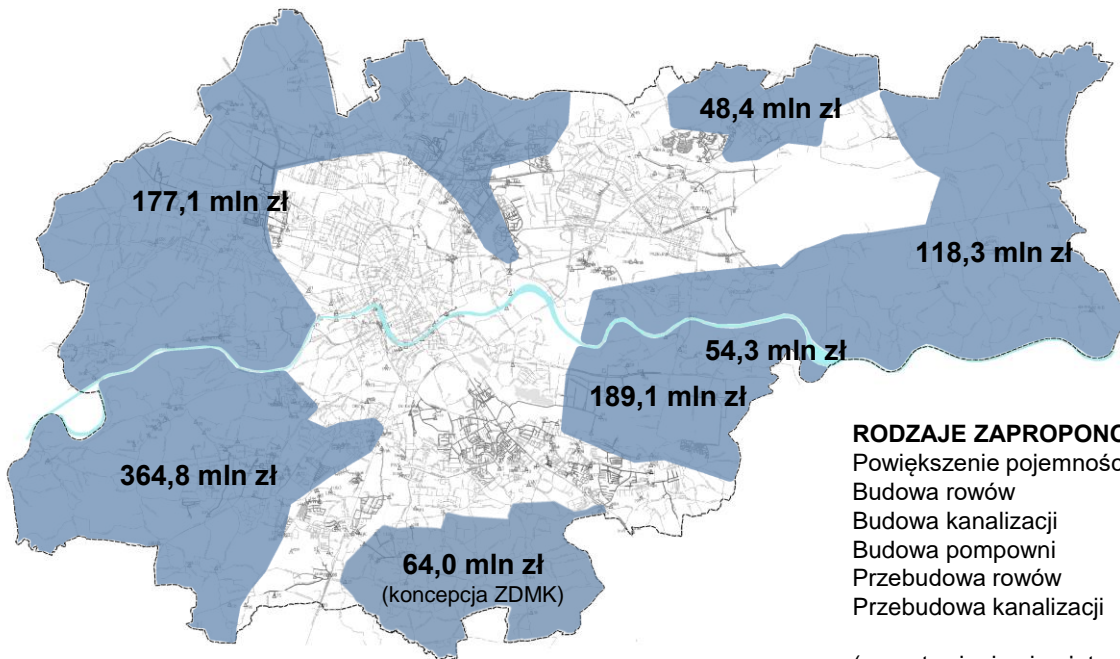 48,4 mln zł
177,1 mln zł
118,3 mln zł
54,3 mln zł
189,1 mln zł
364,8 mln zł
64,0 mln zł
(koncepcja ZDMK)
RODZAJE
Powiększenie
Budowa rowów
Budowa kanalizacji
Budowa pompowni
Przebudowa rowów
Przebudowa kanalizacji